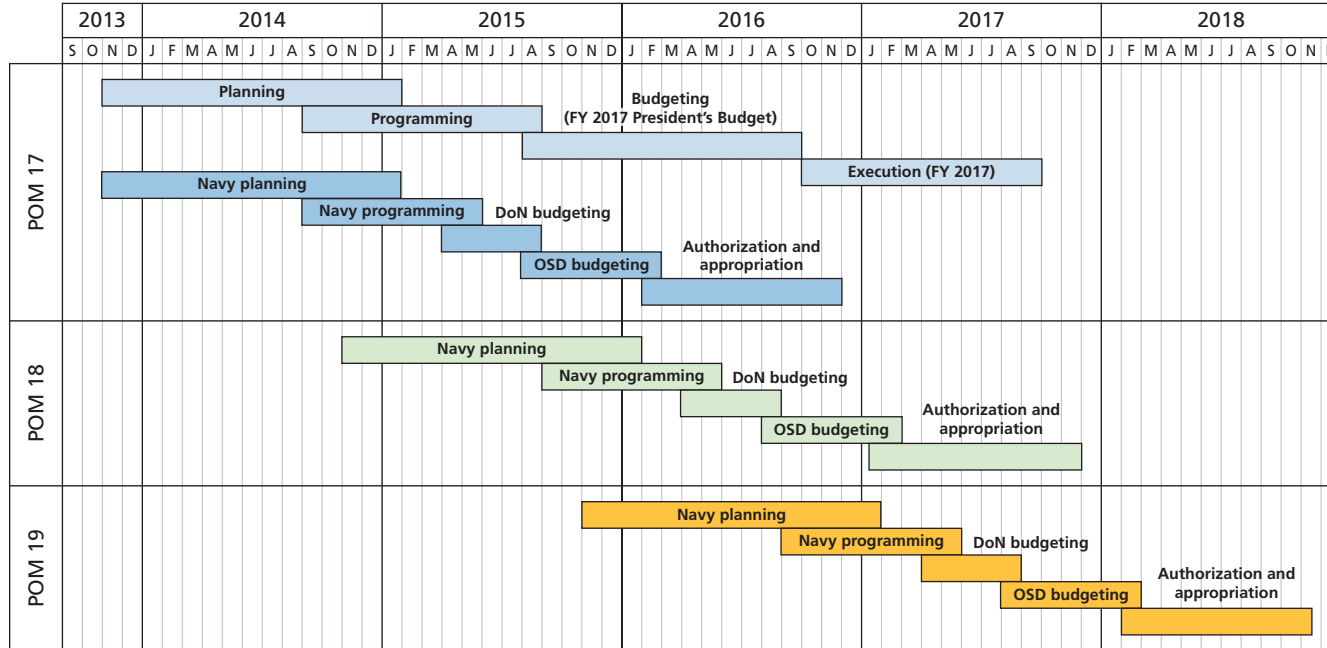 2013 2014 2015 2016 2017 2018
S O N D J F M A M J J A S O N D J F M A M J J A S O N D J F M A M J J A S O N D J F M A M J J A S O N D J F M A M J J A S O N
POM 17
Planning
Programming
Budgeting
(FY 2017 President's Budget)
Execution (FY 2017)
Navy planning
Navy programming
DoN budgeting
OSD budgeting
Authorization and
appropriation
POM 18
Navy planning
Navy programming
DoN budgeting
OSD budgeting
Authorization and
appropriation
POM 19
Navy planning
Navy programming
DoN budgeting
OSD budgeting
Authorization and
appropriation